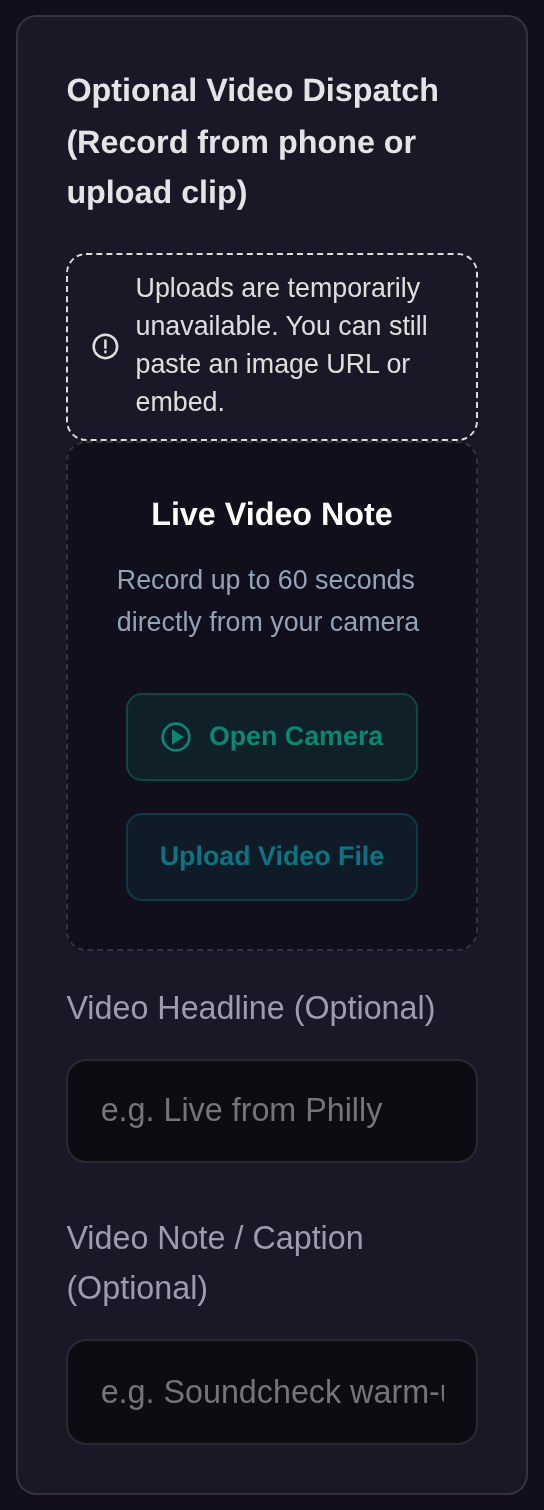 Optional Video Dispatch
(Record from phone or
upload clip)
Uploads are temporarily
unavailable. You can still
paste an image URL or
embed.
Live Video Note
Record up to 60 seconds
directly from your camera
Open Camera
Upload Video File
Video Headline (Optional)
e.g. Live from Philly
Video Note / Caption
(Optional)
e.g. Soundcheck warm-